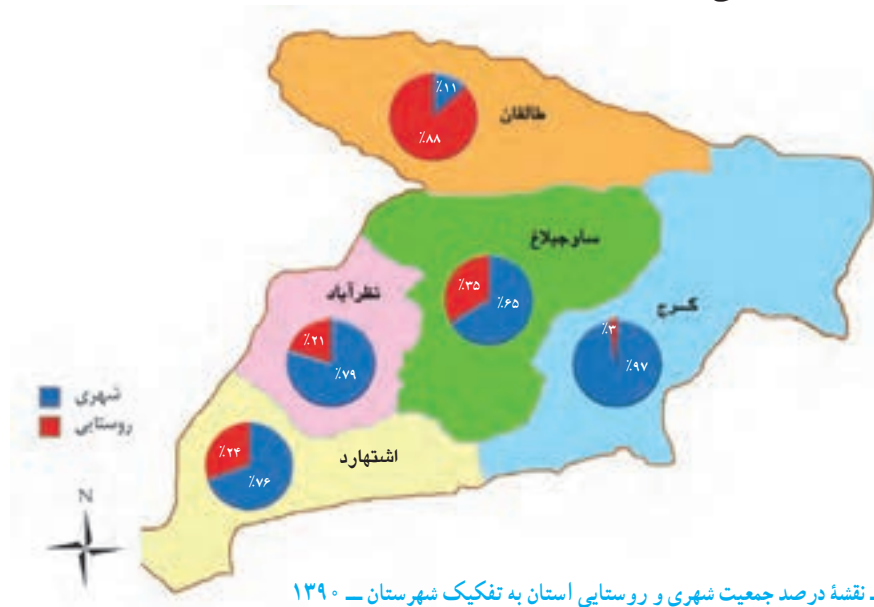 ٪۱۱
٪۸۸
طالقان
ساوجبلاغ
٪۳۵
٪۶۵
نظرآباد
٪۲۱
٪۷۹
کرج
٪۳
٪۹۷
شهری
روستایی
اشتهارد
٪۲۴
٪۷۶
N
ـ نقشهٔ درصد جمعیت شهری و روستایی استان به تفکیک شهرستان ــ ۱۳۹۰